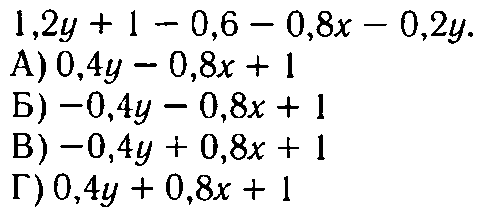 1,2y + 1 − 0,6 − 0,8x − 0,2y.
А) 0,4y − 0,8x + 1
Б) −0,4y − 0,8x + 1
В) −0,4y + 0,8x + 1
Г) 0,4y + 0,8x + 1